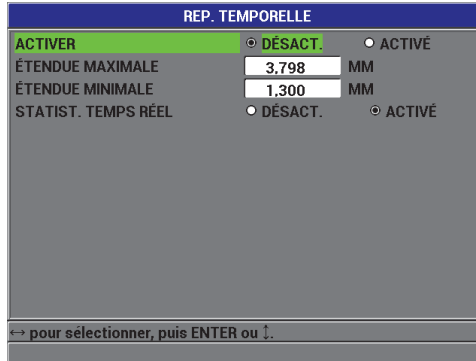 REP. TEMPORELLE
ACTIVER DÉSACT. ACTIVÉ
ÉTENDUE MAXIMALE 3,798 MM
ÉTENDUE MINIMALE 1,300 MM
STATIST. TEMPS RÉEL DÉSACT. ACTIVÉ
↔ pour sélectionner, puis ENTER ou ↕.